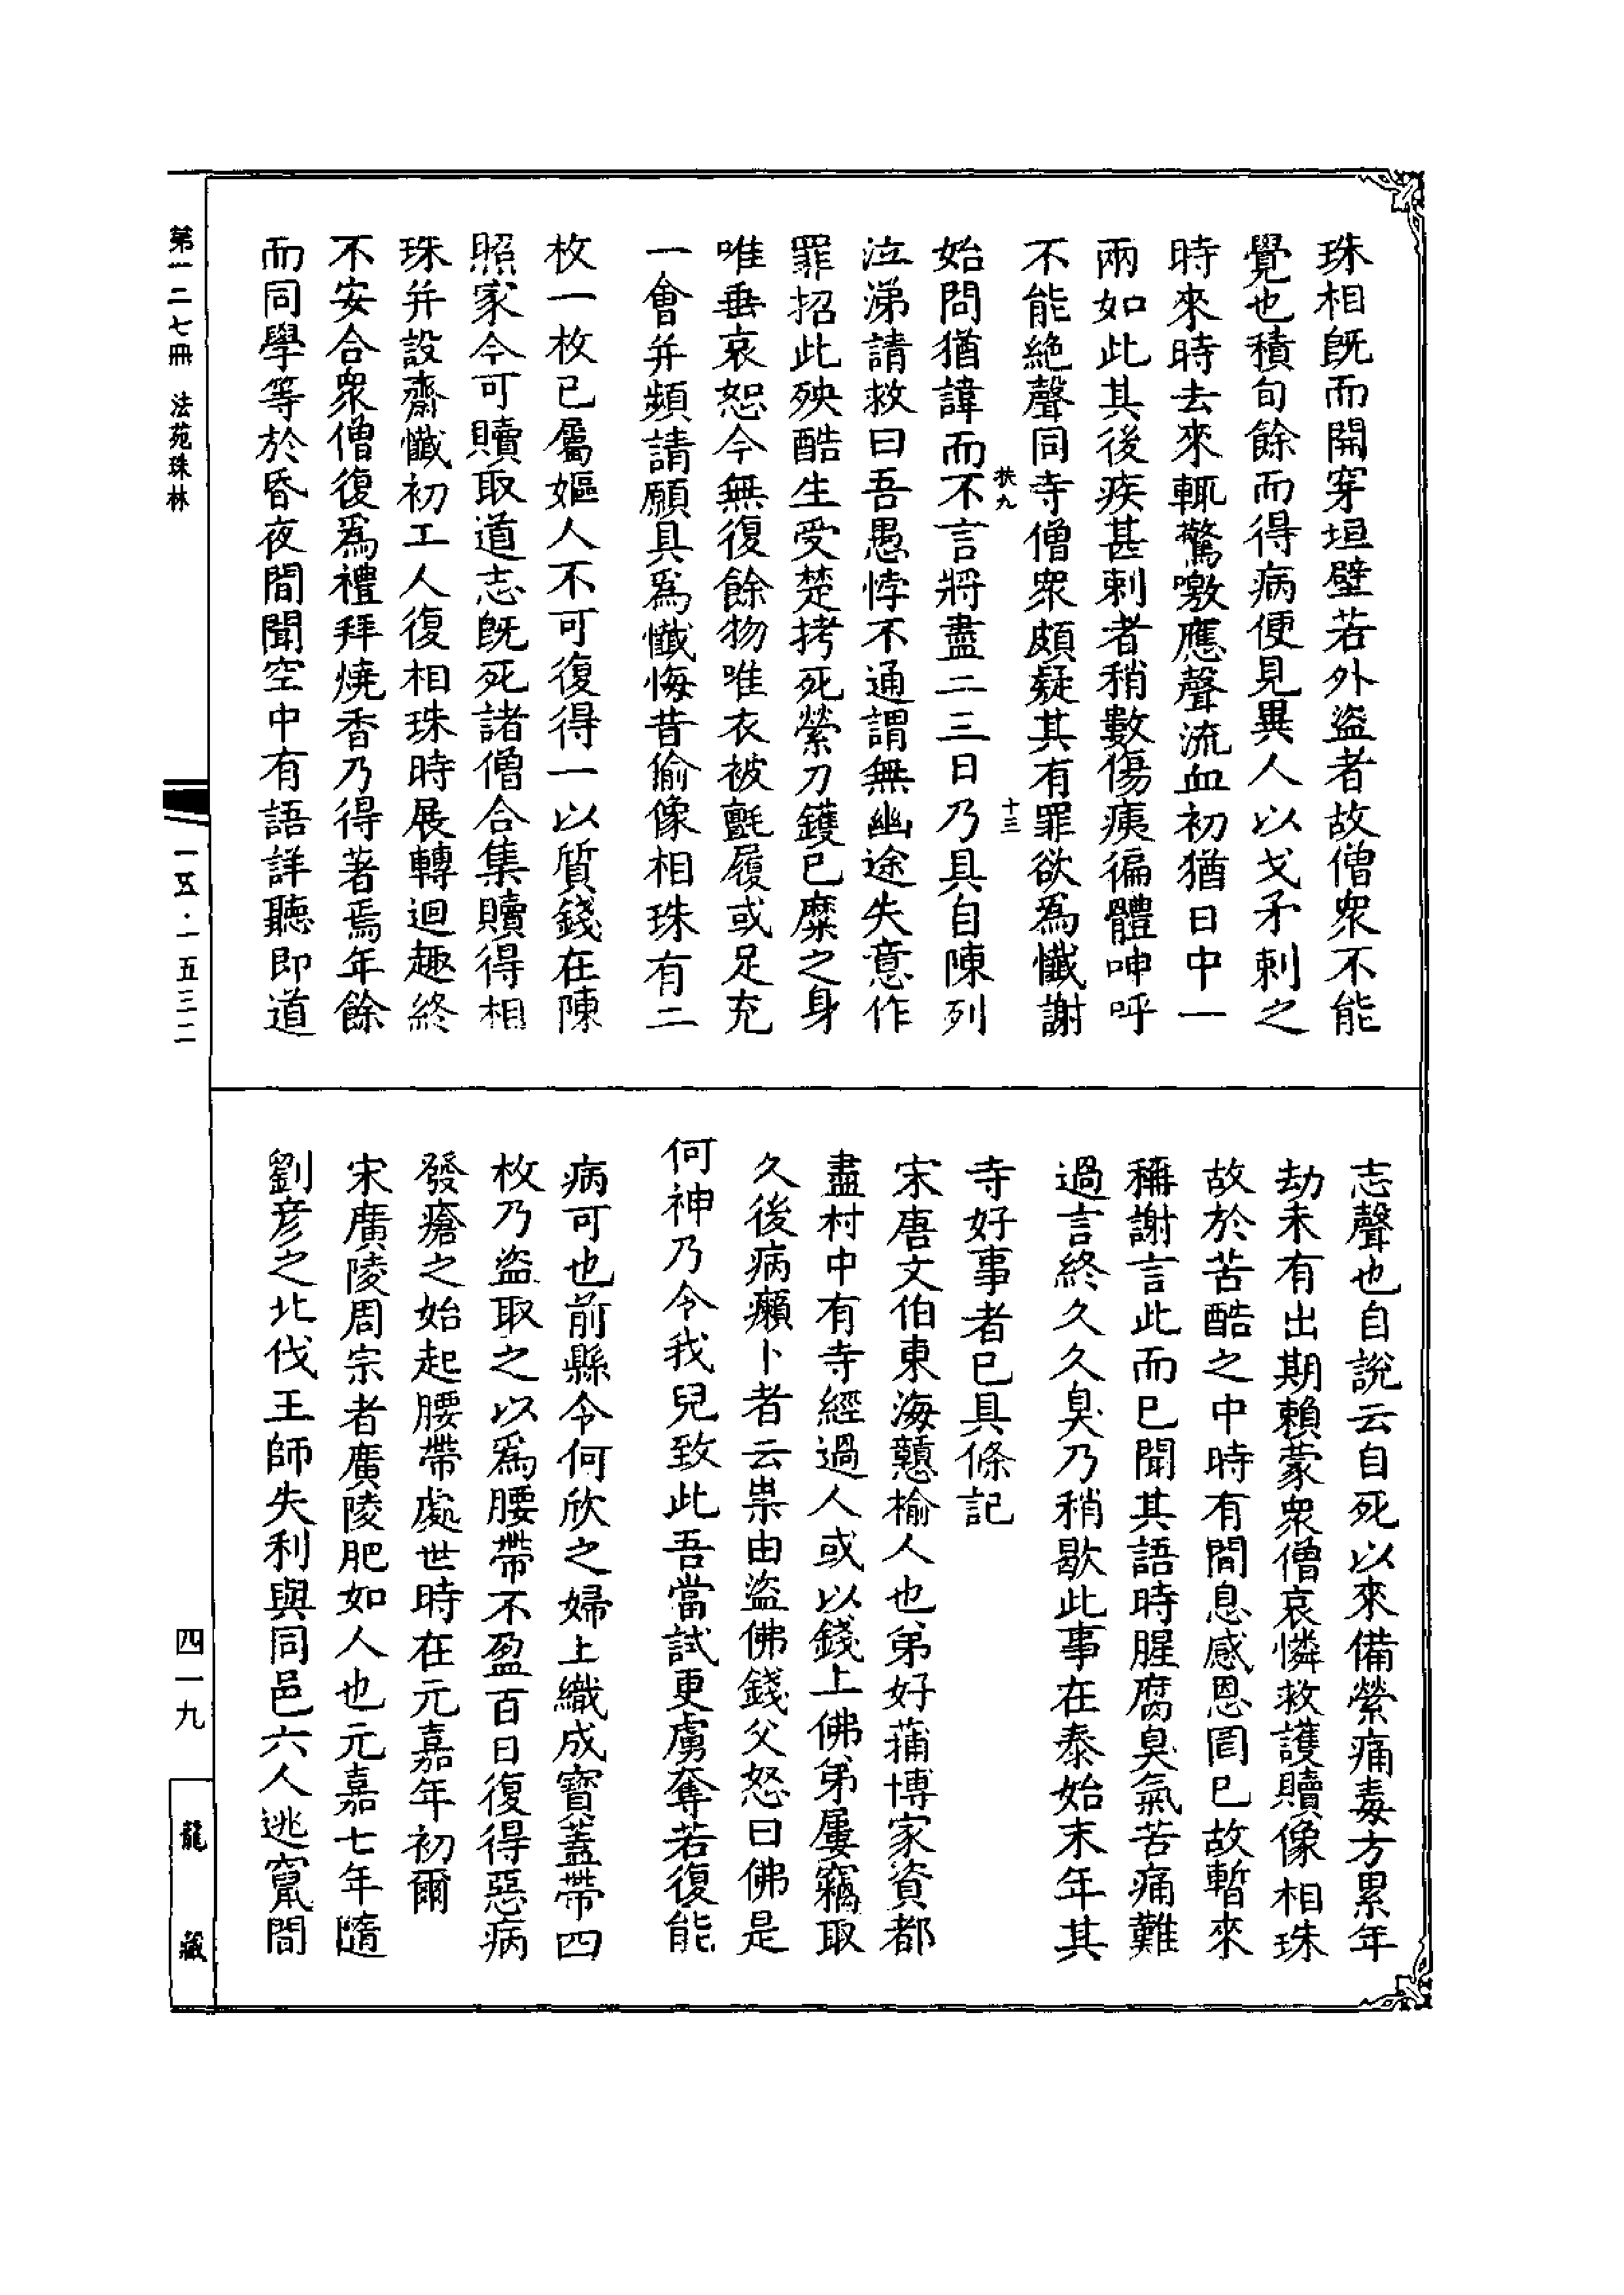 珠相既而開穿垣壁若外盜者故僧衆不能
覺也積旬餘而得病便見異人以戈矛刺之
時來時去來輒驚噭應聲流血初猶日中一
兩如此其後疾甚刺者稍數傷痍徧體呻呼
不能絶聲同寺僧衆頗疑其有罪欲爲懺謝
挾九
十三
始問猶諱而不言將盡二三日乃具自陳列
泣涕請救曰吾愚悖不通謂無幽途失意作
罪招此殃酷生受楚拷死縈刀鑊已糜之身
唯垂哀恕今無復餘物唯衣被氈履或足充
一會并頻請願具爲懺悔昔偷像相珠有二
枚一枚已屬嫗人不可復得一以質錢在陳
照家今可贖取道志既死諸僧合集贖得相
珠并設齋懺初工人復相珠時展轉迴趣終
不安合衆僧復爲禮拜燒香乃得著焉年餘
而同學等於昏夜間聞空中有語詳聽即道
志聲也自說云自死以來備縈痛毒方累年
劫未有出期賴蒙衆僧哀憐救護贖像相珠
故於苦酷之中時有間息感恩罔已故暫來
稱謝言此而已聞其語時腥腐臭氣苦痛難
過言終久久臭乃稍歇此事在泰始末年其
寺好事者已具條記
宋唐文伯東海戇榆人也弟好蒱博家資都
盡村中有寺經過人或以錢上佛弟屢竊取
久後病癩卜者云祟由盜佛錢父怒曰佛是
何神乃令我兒致此吾當試更虜奪若復能
病可也前縣令何欣之婦上織成寶蓋帶四
枚乃盜取之以爲腰帶不盈百日復得惡病
發瘡之始起腰帶處世時在元嘉年初爾
宋廣陵周宗者廣陵肥如人也元嘉七年隨
劉彦之北伐王師失利與同邑六人逃竄間
第一二七冊　法苑珠林
一五·一五三二
四一九
龍藏